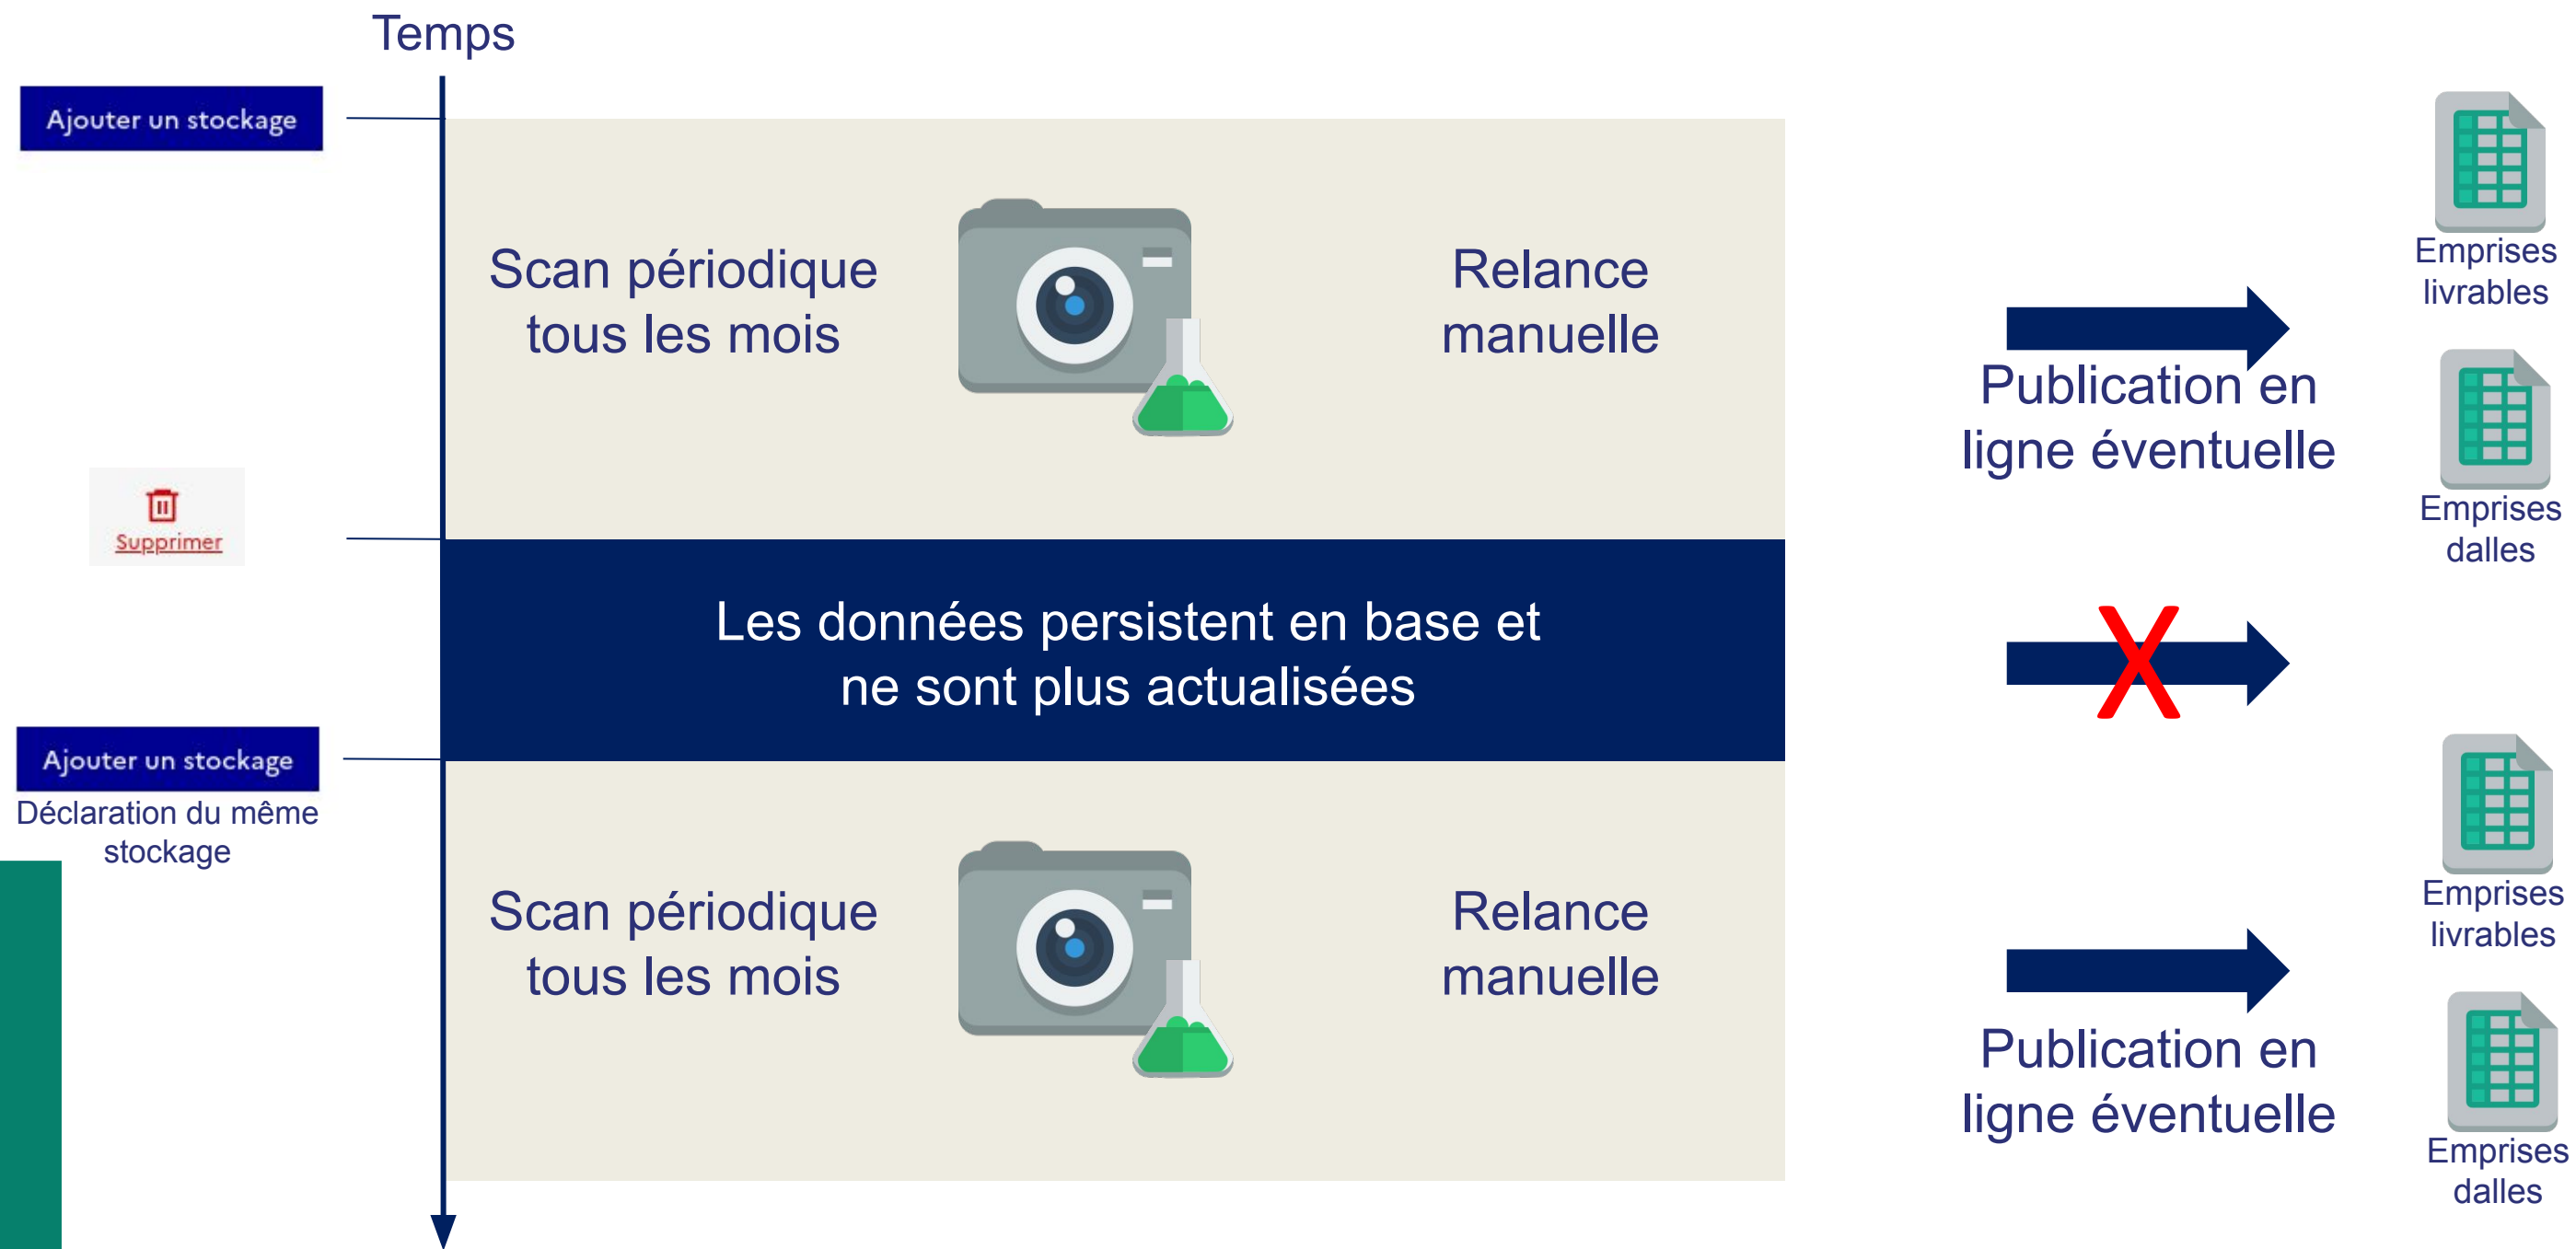 Temps
Ajouter un stockage
Scan périodique
tous les mois
Relance
manuelle
Publication en
ligne éventuelle
Emprises
livrables
Emprises
dalles
Supprimer
Les données persistent en base et
ne sont plus actualisées
X
Ajouter un stockage
Déclaration du même
stockage
Scan périodique
tous les mois
Relance
manuelle
Publication en
ligne éventuelle
Emprises
livrables
Emprises
dalles